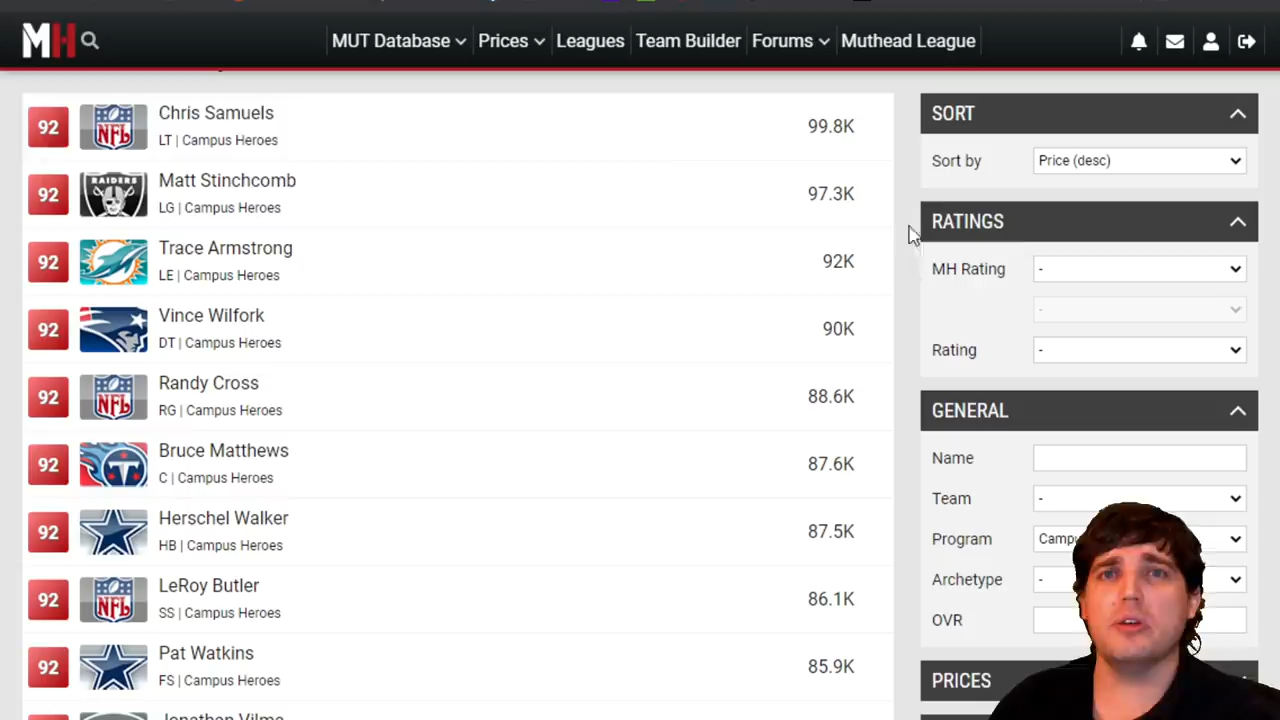 MH
MUT Database
Prices
Leagues
Team Builder
Forums
Muthead League
92
Chris Samuels
LT | Campus Heroes
99.8K
92
Matt Stinchcomb
LG | Campus Heroes
97.3K
92
Trace Armstrong
LE | Campus Heroes
92K
92
Vince Wilfork
DT | Campus Heroes
90K
92
Randy Cross
RG | Campus Heroes
88.6K
92
Bruce Matthews
C | Campus Heroes
87.6K
92
Herschel Walker
HB | Campus Heroes
87.5K
92
LeRoy Butler
SS | Campus Heroes
86.1K
92
Pat Watkins
FS | Campus Heroes
85.9K
NFL
RAIDERS
NFL
NFL
SORT
Sort by
Price (desc)
RATINGS
MH Rating
-
-
Rating
-
GENERAL
Name
Team
-
Program
Archetype
-
OVR
PRICES